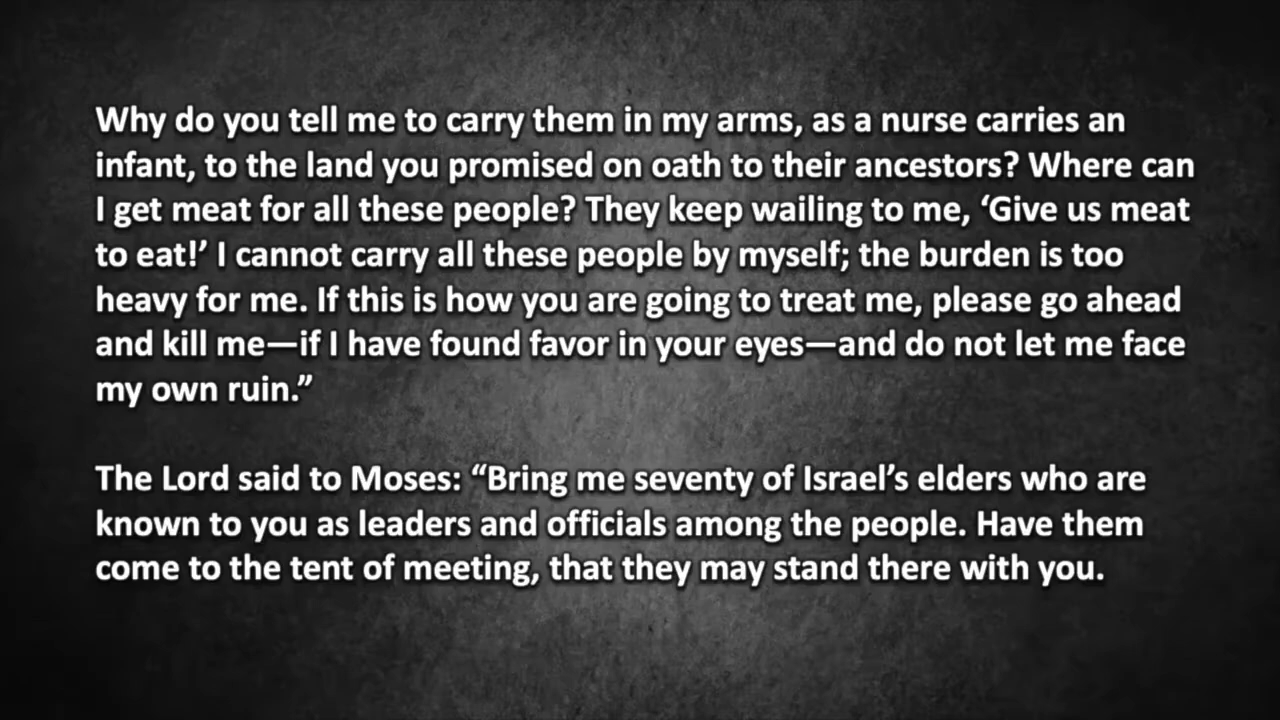 Why do you tell me to carry them in my arms, as a nurse carries an
infant, to the land you promised on oath to their ancestors? Where can
I get meat for all these people? They keep wailing to me, ‘Give us meat
to eat!’ I cannot carry all these people by myself; the burden is too
heavy for me. If this is how you are going to treat me, please go ahead
and kill me—if I have found favor in your eyes—and do not let me face
my own ruin.”
The Lord said to Moses: “Bring me seventy of Israel’s elders who are
known to you as leaders and officials among the people. Have them
come to the tent of meeting, that they may stand there with you.